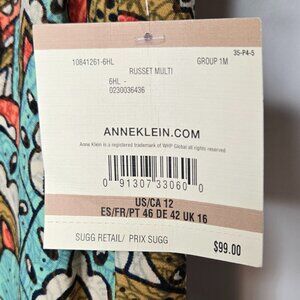 35-P4-5
10841261-6HL GROUP 1M
RUSSET MULTI
6HL -
0230036436
ANNEKLEIN.COM
Anne Klein is a registered trademark of WHP Global all rights reserved
0 91307 33060 0
US/CA 12
ES/FR/PT 46 DE 42 UK 16
SUGG RETAIL/ PRIX SUGG
$99.00